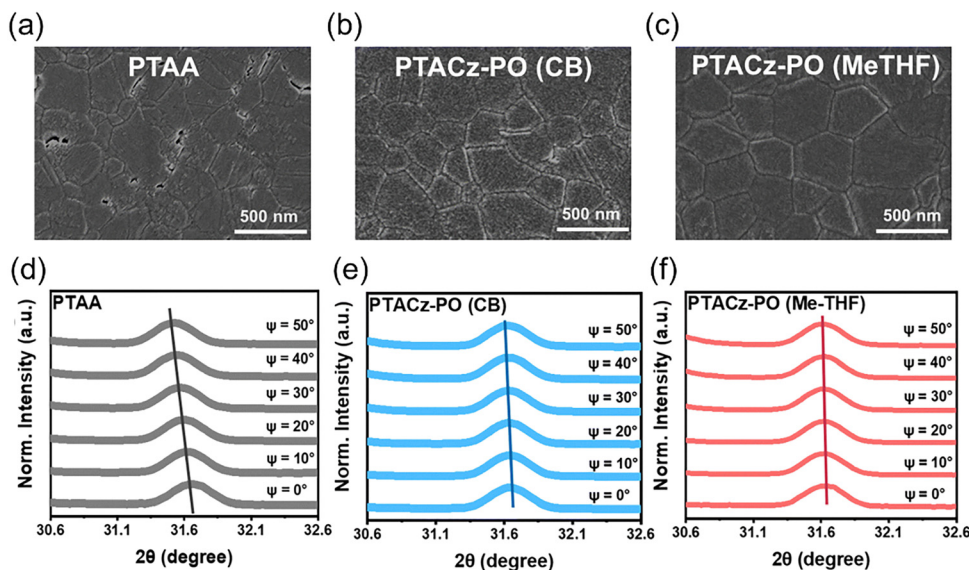 (a)
PTAA
500 nm
(b)
PTACz-PO (CB)
500 nm
(c)
PTACz-PO (MeTHF)
500 nm
(d)
PTAA
Norm. Intensity (a.u.)
ψ = 50°
ψ = 40°
ψ = 30°
ψ = 20°
ψ = 10°
ψ = 0°
30.6 31.1 31.6 32.1 32.6
2θ (degree)
(e)
PTACz-PO (CB)
Norm. Intensity (a.u.)
ψ = 50°
ψ = 40°
ψ = 30°
ψ = 20°
ψ = 10°
ψ = 0°
30.6 31.1 31.6 32.1 32.6
2θ (degree)
(f)
PTACz-PO (Me-THF)
Norm. Intensity (a.u.)
ψ = 50°
ψ = 40°
ψ = 30°
ψ = 20°
ψ = 10°
ψ = 0°
30.6 31.1 31.6 32.1 32.6
2θ (degree)